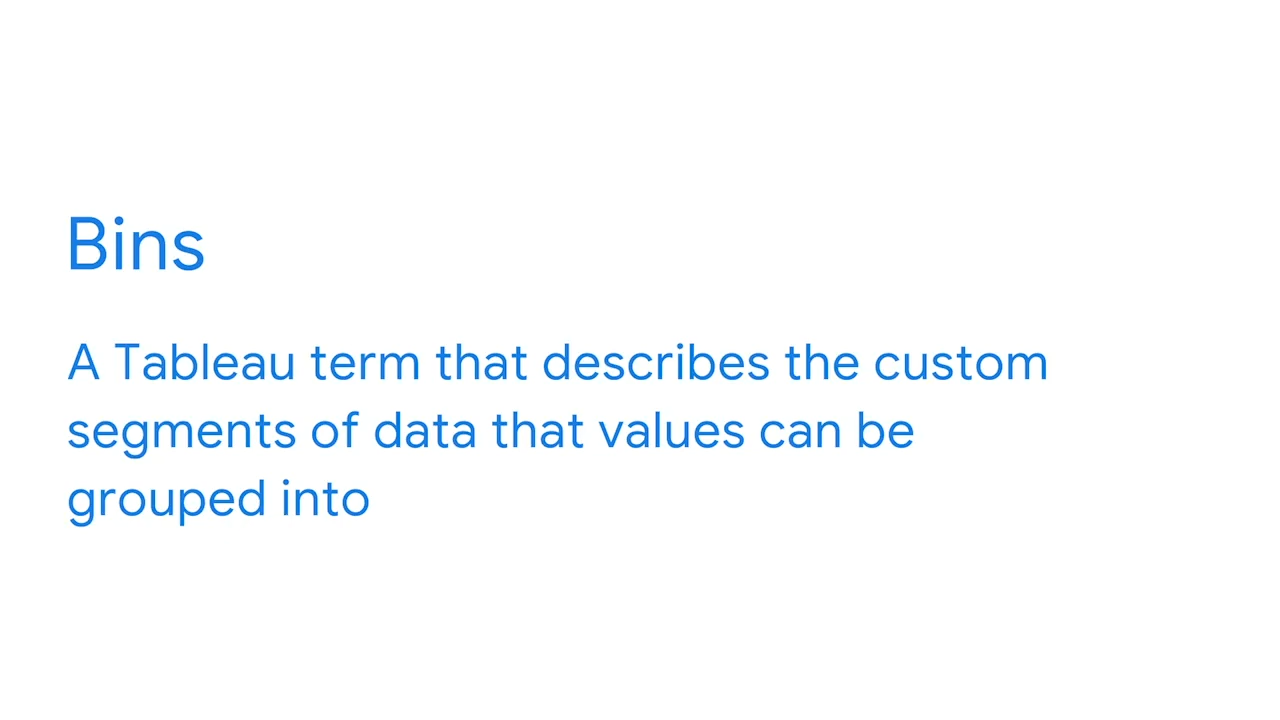 Bins
A Tableau term that describes the custom
segments of data that values can be
grouped into